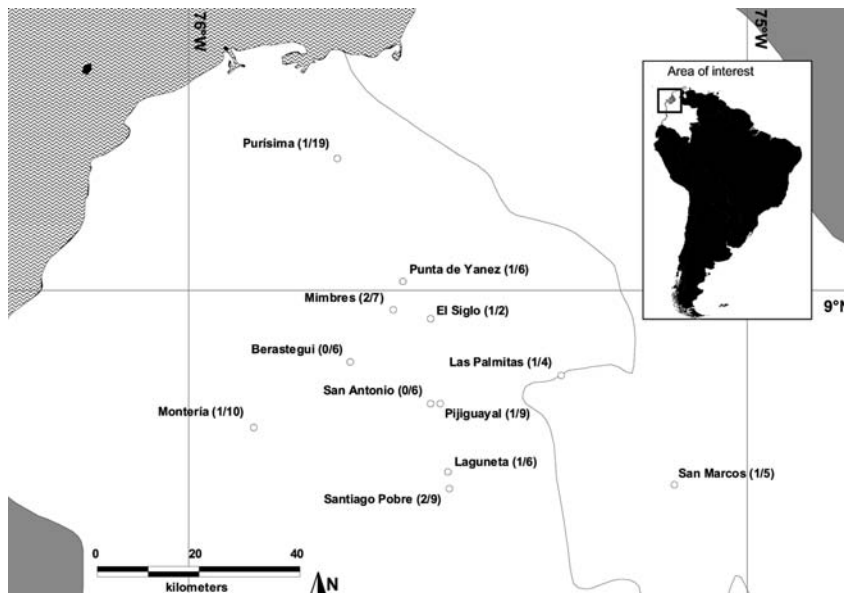 76°W
75°W
Area of interest
Purísima (1/19)
Punta de Yanez (1/6)
Mimbres (2/7)
9°N
El Siglo (1/2)
Berastegui (0/6)
Las Palmitas (1/4)
San Antonio (0/6)
Montería (1/10)
Pijiguayal (1/9)
Laguneta (1/6)
San Marcos (1/5)
Santiago Pobre (2/9)
0 20 40
kilometers
N